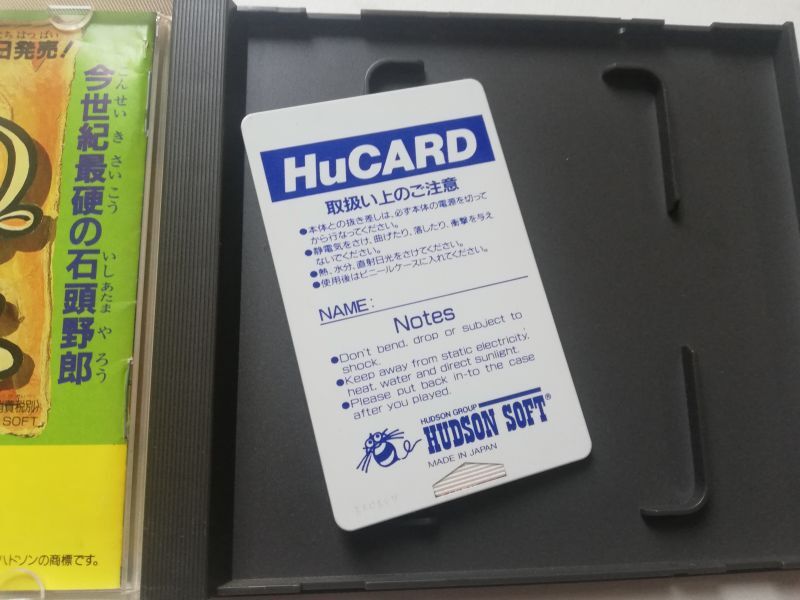 日発売!
今世紀最硬の石頭野郎
こんせいきさいこう いしあたまやろう
SOFT
ハドソンの商標です。
HuCARD
取扱い上のご注意
●本体との抜き差しは、必ず本体の電源を切って
から行なってください。
●静電気をさけ、曲げたり、落したり、衝撃を与え
ないでください。
●熱、水分、直射日光をさけてください。
●使用後はビニールケースに入れてください。
NAME:
Notes
●Don't bend, drop or subject to
shock.
●Keep away from static electricity,
heat, water and direct sunlight.
●Please put back in-to the case
after you played.
HUDSON GROUP
HUDSON SOFT®
MADE IN JAPAN